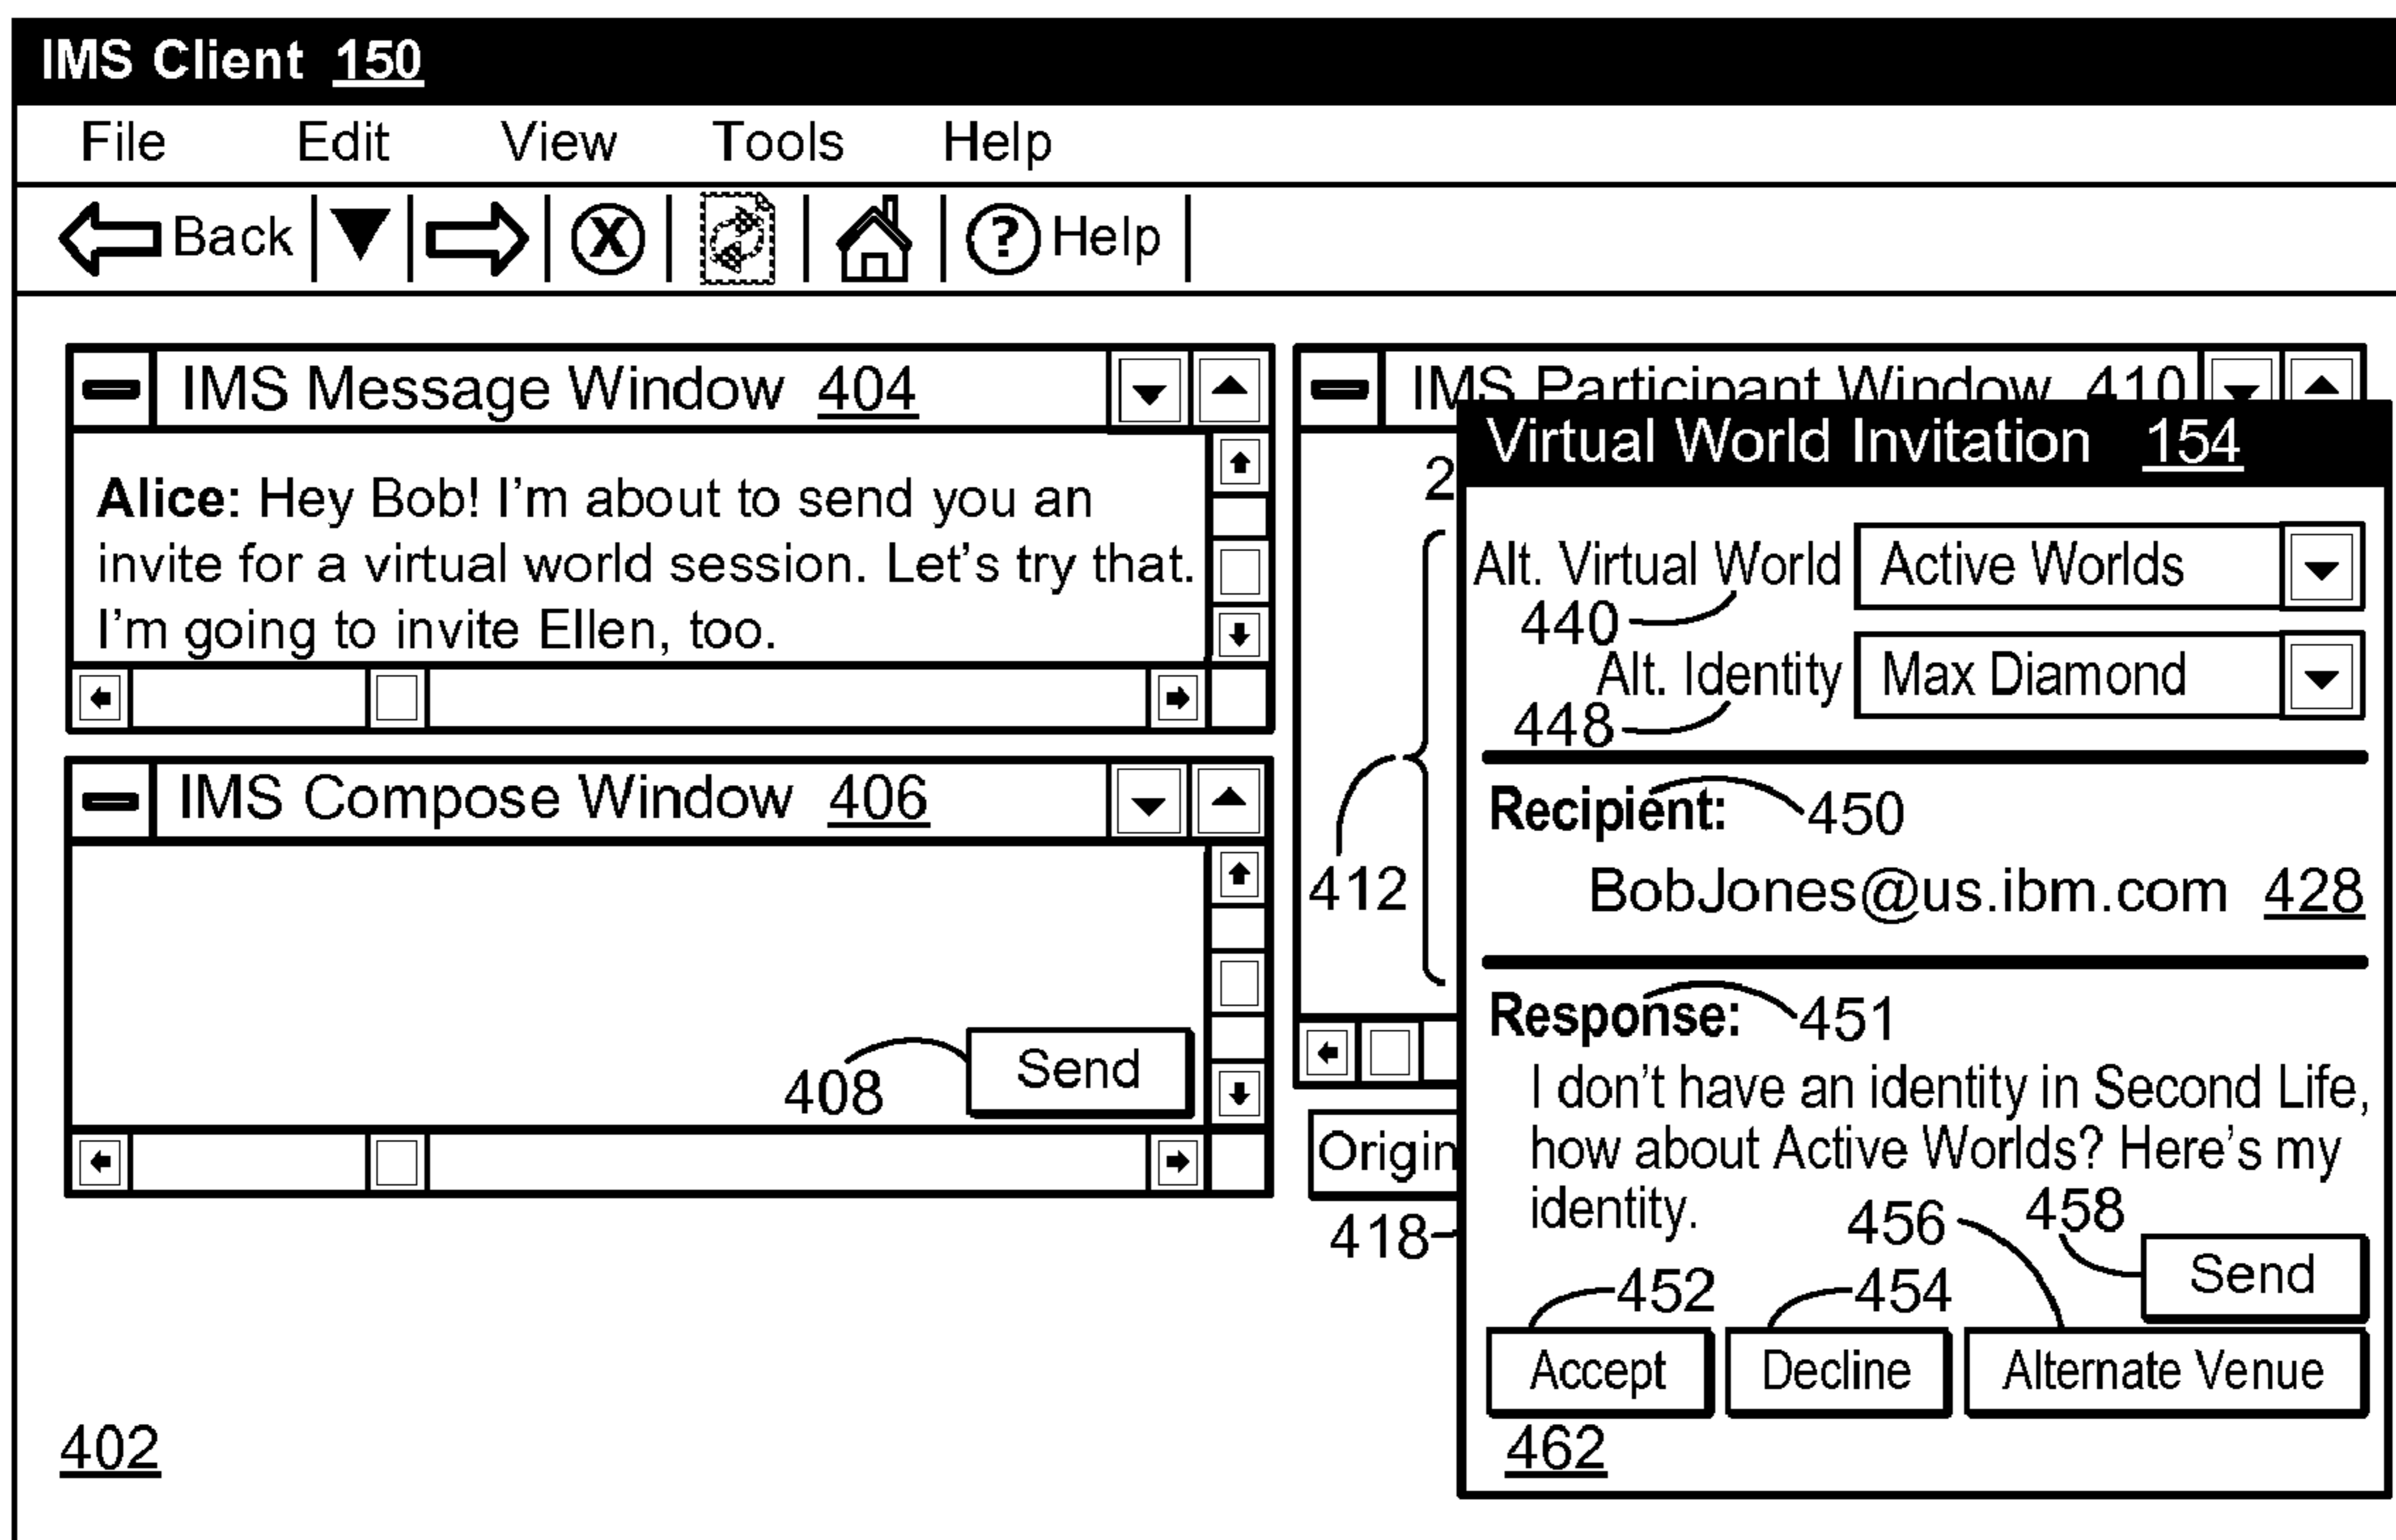 IMS Client 150
File Edit View Tools Help
Back X ? Help
IMS Message Window 404
Alice: Hey Bob! I'm about to send you an
invite for a virtual world session. Let's try that.
I'm going to invite Ellen, too.
IMS Compose Window 406
408 Send
402
IMS Participant Window 410
2
412
Origin
418
Virtual World Invitation 154
Alt. Virtual World Active Worlds
440
Alt. Identity Max Diamond
448
Recipient: 450
BobJones@us.ibm.com 428
Response: 451
I don't have an identity in Second Life,
how about Active Worlds? Here's my
identity.
456 458
Send
452 454
Accept Decline Alternate Venue
462